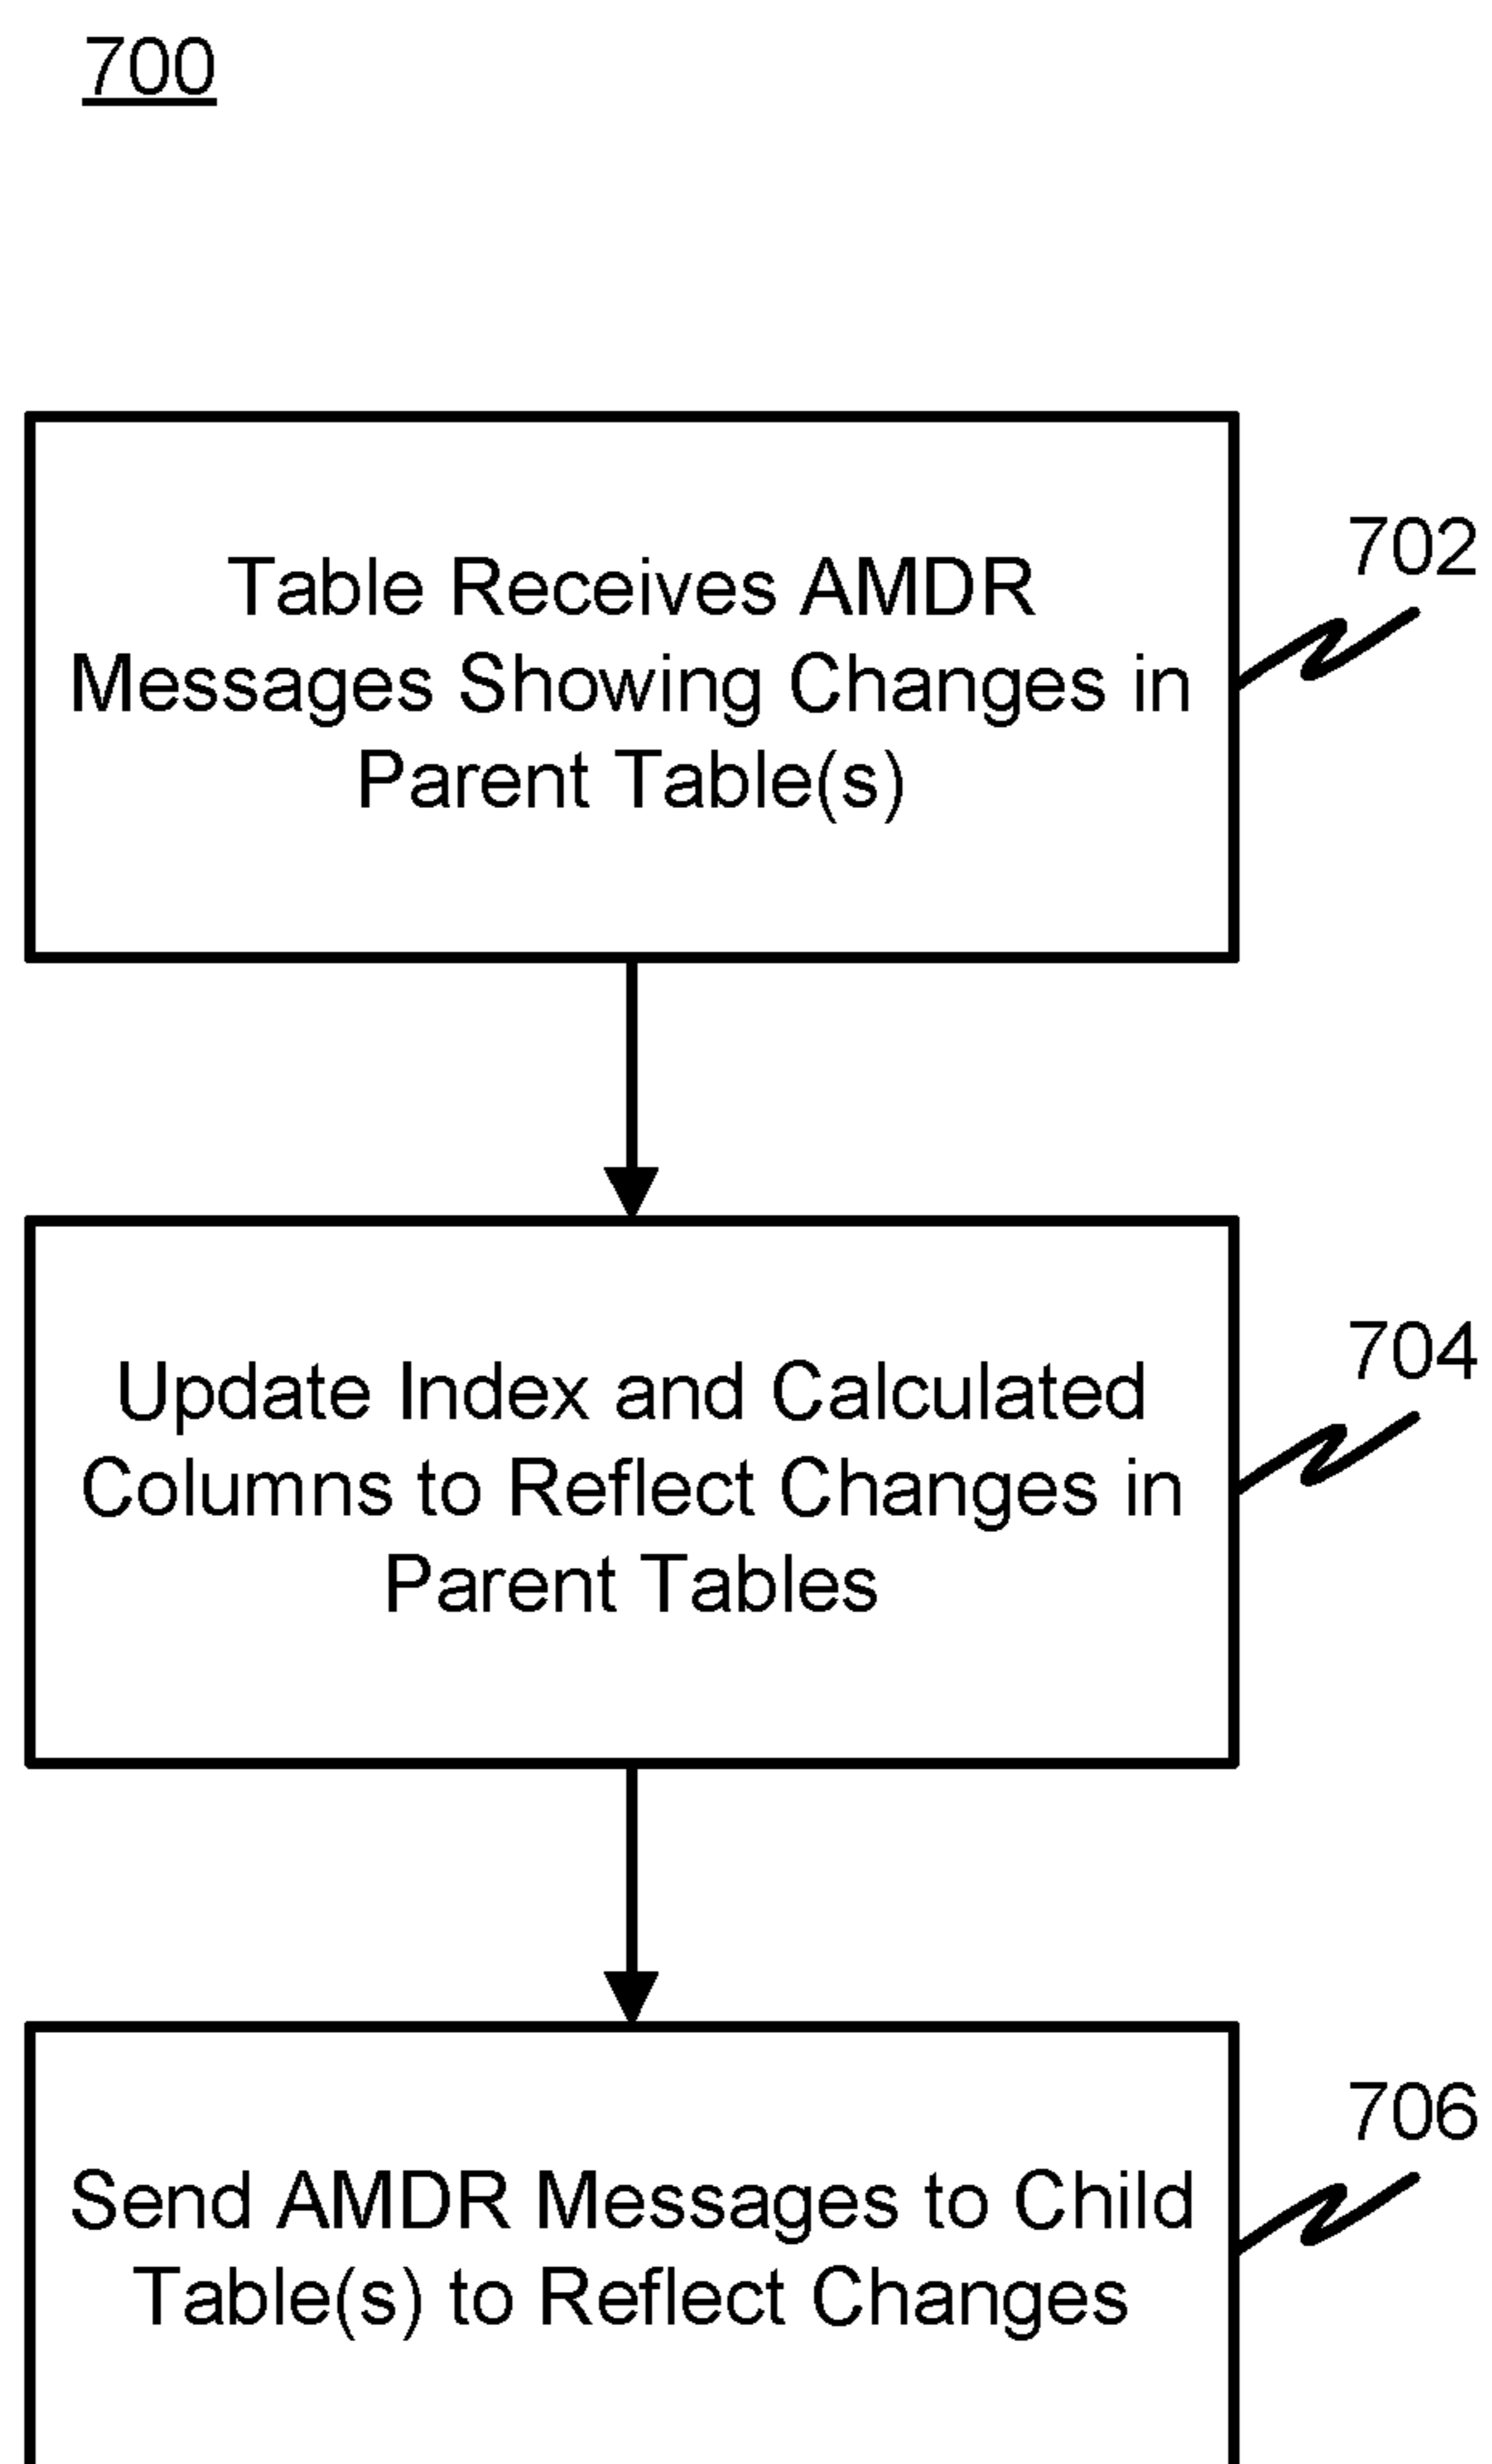 700
Table Receives AMDR
Messages Showing Changes in
Parent Table(s)
702
Update Index and Calculated
Columns to Reflect Changes in
Parent Tables
704
Send AMDR Messages to Child
Table(s) to Reflect Changes
706